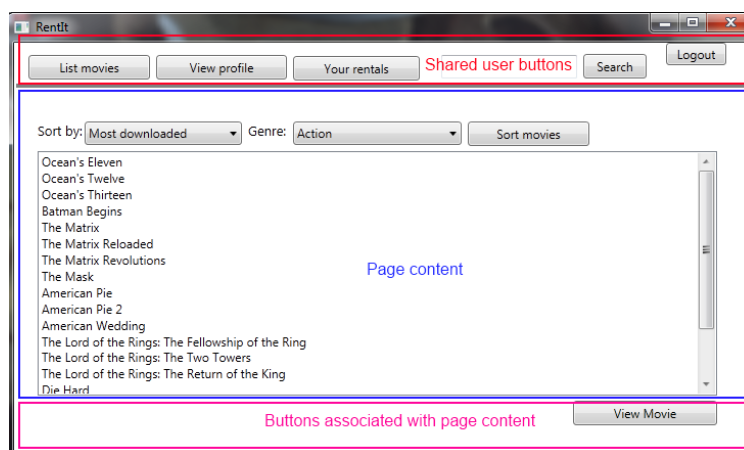 RentIt
Logout
List movies View profile Your rentals Shared user buttons Search
Sort by: Most downloaded Genre: Action Sort movies
Ocean's Eleven
Ocean's Twelve
Ocean's Thirteen
Batman Begins
The Matrix
The Matrix Reloaded
The Matrix Revolutions
Page content
The Mask
American Pie
American Pie 2
American Wedding
The Lord of the Rings: The Fellowship of the Ring
The Lord of the Rings: The Two Towers
The Lord of the Rings: The Return of the King
Die Hard
View Movie
Buttons associated with page content